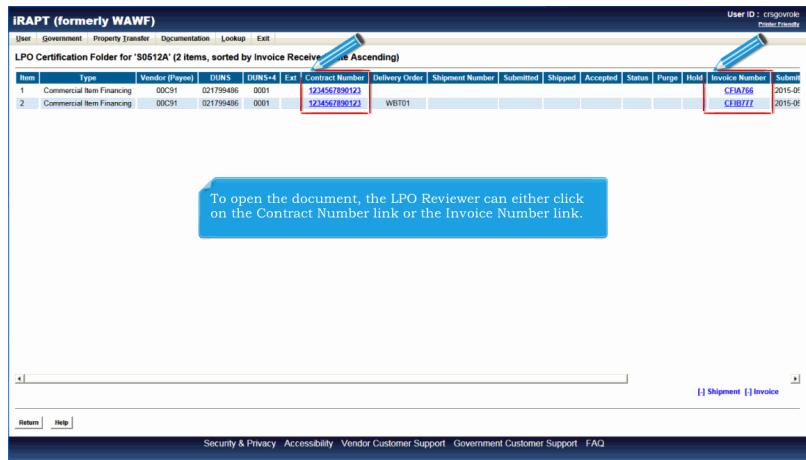 iRAPT (formerly WAWF)
User ID : crsgovrole
Printer Friendly
User Government Property Transfer Documentation Lookup Exit
LPO Certification Folder for 'S0512A' (2 items, sorted by Invoice Receive Ascending)
Item Type Vendor (Payee) DUNS DUNS+4 Ext Contract Number Delivery Order Shipment Number Submitted Shipped Accepted Status Purge Hold Invoice Number Submit
1 Commercial Item Financing 00C91 021799486 0001 1234567890123 CFIA766 2015-05
2 Commercial Item Financing 00C91 021799486 0001 1234567890123 WBT01 CFIB777 2015-05
To open the document, the LPO Reviewer can either click
on the Contract Number link or the Invoice Number link.
[-] Shipment [-] Invoice
Return Help
Security & Privacy Accessibility Vendor Customer Support Government Customer Support FAQ